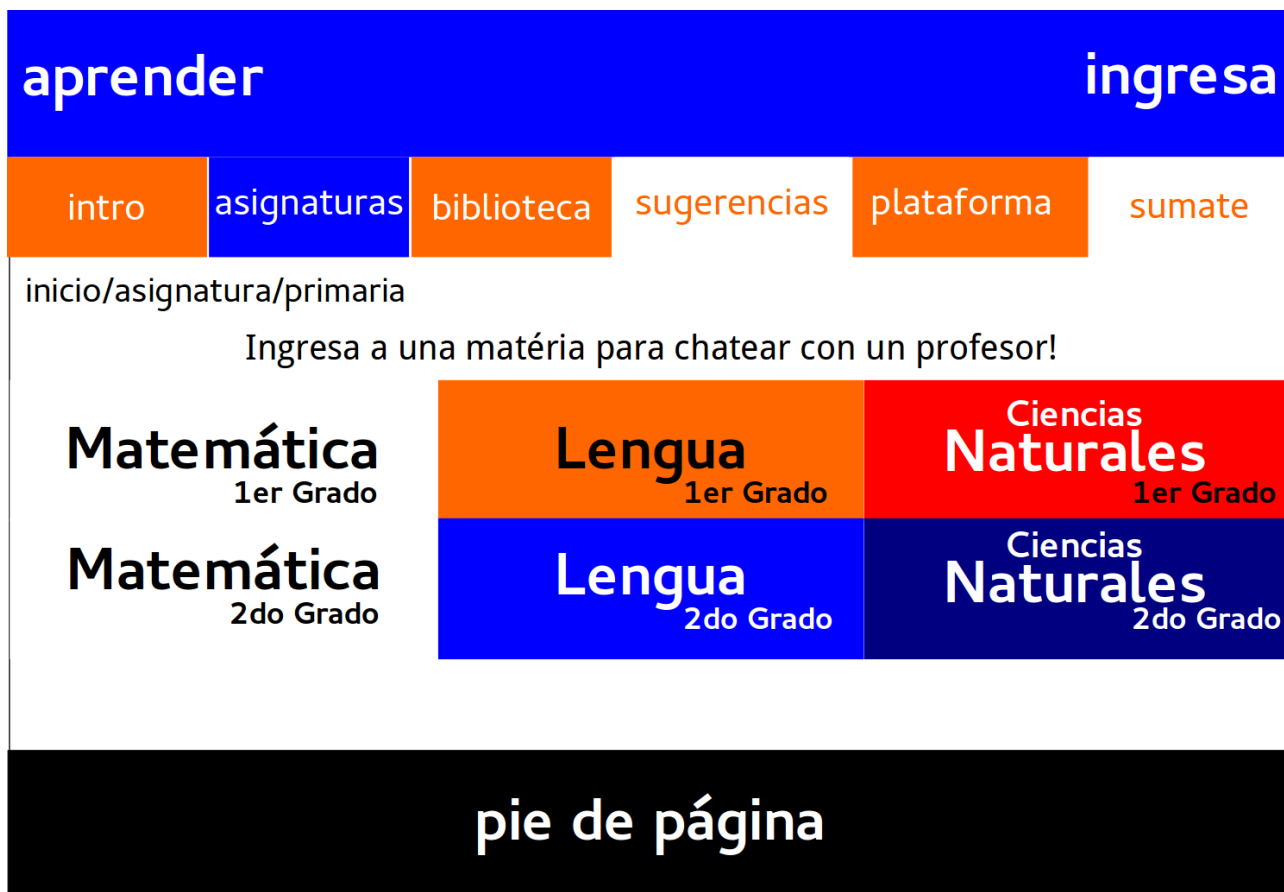 aprender ingresa
intro asignaturas biblioteca sugerencias plataforma sumate
inicio/asignatura/primaria
Ingresa a una matéria para chatear con un profesor!
Matemática
1er Grado
Lengua
1er Grado
Ciencias
Naturales
1er Grado
Matemática
2do Grado
Lengua
2do Grado
Ciencias
Naturales
2do Grado
pie de página